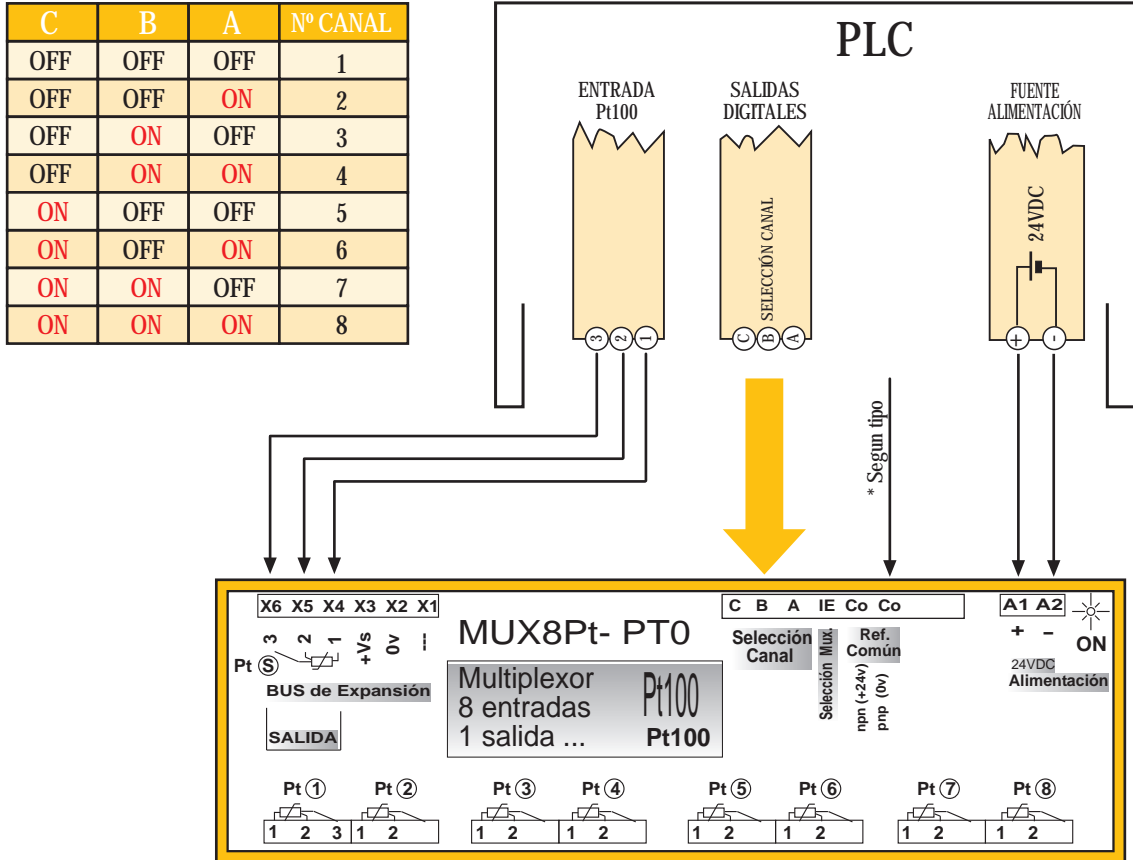 C B A Nº CANAL
OFF OFF OFF 1
OFF OFF ON 2
OFF ON OFF 3
OFF ON ON 4
ON OFF OFF 5
ON OFF ON 6
ON ON OFF 7
ON ON ON 8
PLC
ENTRADA
Pt100
SALIDAS
DIGITALES
FUENTE
ALIMENTACIÓN
SELECCIÓN CANAL
24VDC
3 2 1
C B A
+ -
* Segun tipo
X6 X5 X4 X3 X2 X1
3 2 1 +Vs 0v --
Pt S
BUS de Expansión
SALIDA
MUX8Pt- PT0
Multiplexor
8 entradas
1 salida ...
Pt100
Pt100
C B A IE Co Co
Selección
Canal
Selección Mux.
Ref.
Común
npn (+24v)
pnp (0v)
A1 A2
+ -
ON
24VDC
Alimentación
Pt 1 Pt 2 Pt 3 Pt 4 Pt 5 Pt 6 Pt 7 Pt 8
1 2 3 1 2 1 2 1 2 1 2 1 2 1 2 1 2